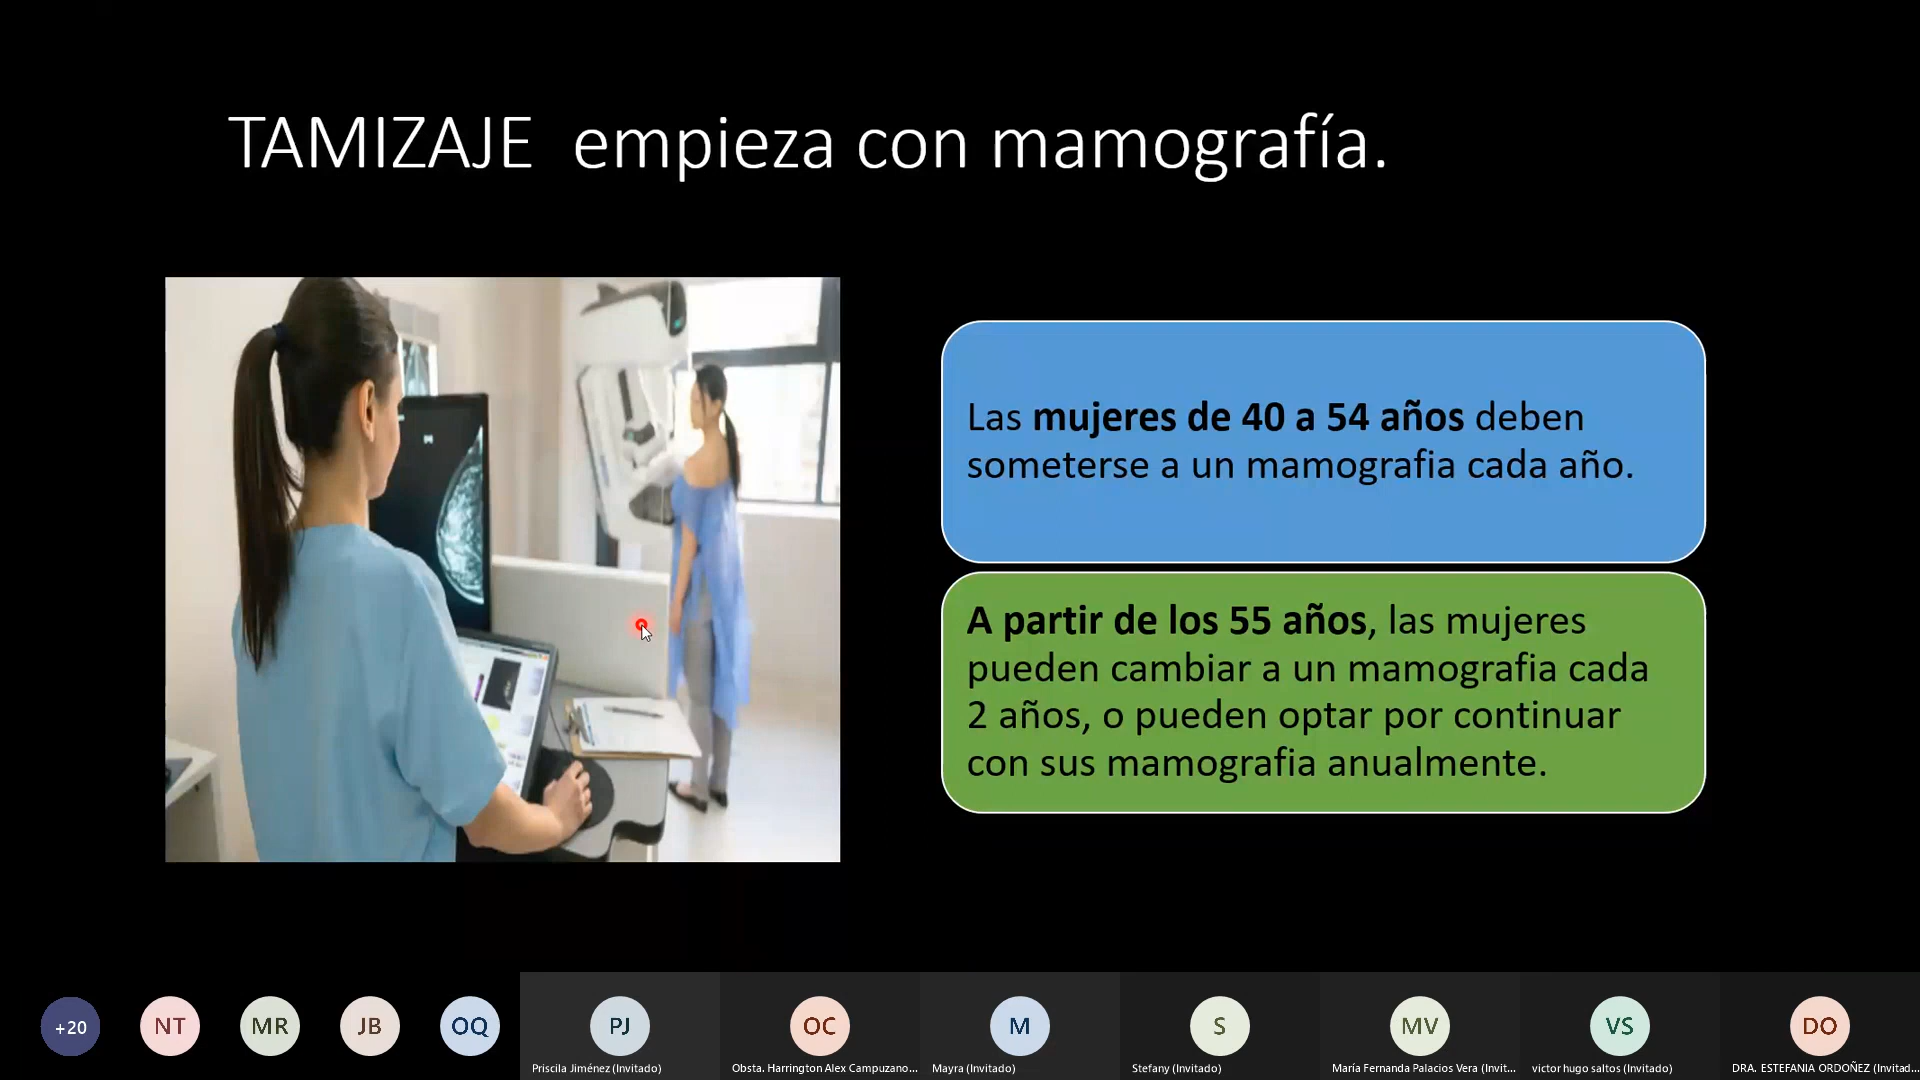 TAMIZAJE  empieza con mamografía.
Las mujeres de 40 a 54 años deben
someterse a un mamografia cada año.
A partir de los 55 años, las mujeres
pueden cambiar a un mamografia cada
2 años, o pueden optar por continuar
con sus mamografia anualmente.
+20
NT
MR
JB
OQ
PJ
Priscila Jiménez (Invitado)
OC
Obsta. Harrington Alex Campuzano...
M
Mayra (Invitado)
S
Stefany (Invitado)
MV
María Fernanda Palacios Vera (Invit...
VS
victor hugo saltos (Invitado)
DO
DRA. ESTEFANIA ORDOÑEZ (Invitad...